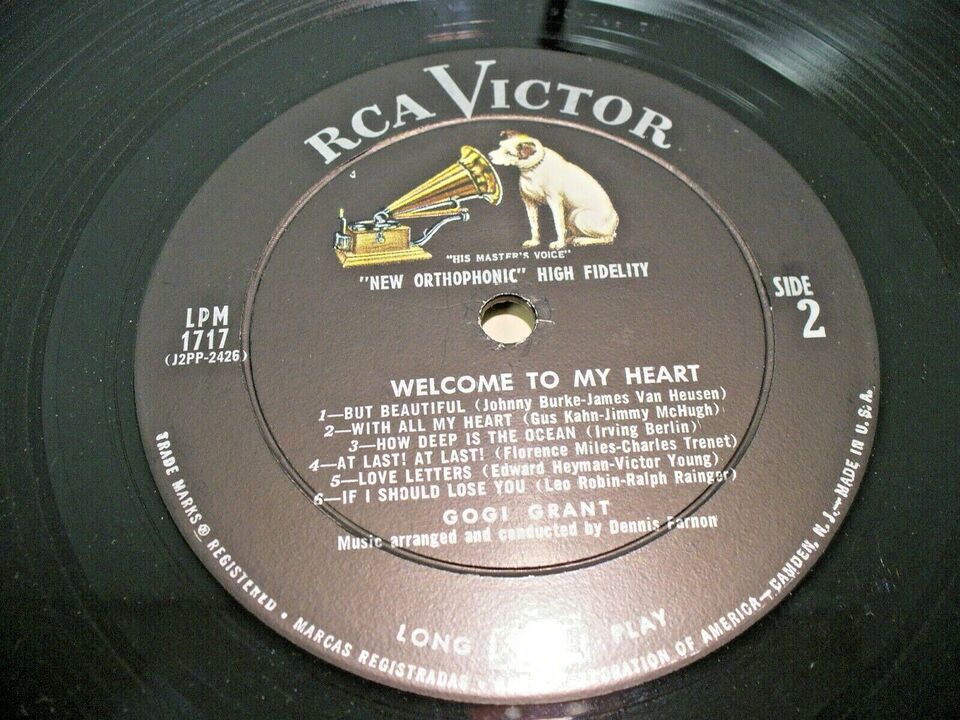 RCA VICTOR
"HIS MASTER'S VOICE"
"NEW ORTHOPHONIC" HIGH FIDELITY
LPM
1717
(J2PP-2426)
SIDE
2
WELCOME TO MY HEART
1—BUT BEAUTIFUL (Johnny Burke-James Van Heusen)
2—WITH ALL MY HEART (Gus Kahn-Jimmy McHugh)
3—HOW DEEP IS THE OCEAN (Irving Berlin)
4—AT LAST! AT LAST! (Florence Miles-Charles Trenet)
5—LOVE LETTERS (Edward Heyman-Victor Young)
6—IF I SHOULD LOSE YOU (Leo Robin-Ralph Rainger)
GOGI GRANT
Music arranged and conducted by Dennis Farnon
LONG PLAY
TRADE MARKS ® REGISTERED • MARCAS REGISTRADAS • CORPORATION OF AMERICA—CAMDEN, N. J.—MADE IN U. S. A.